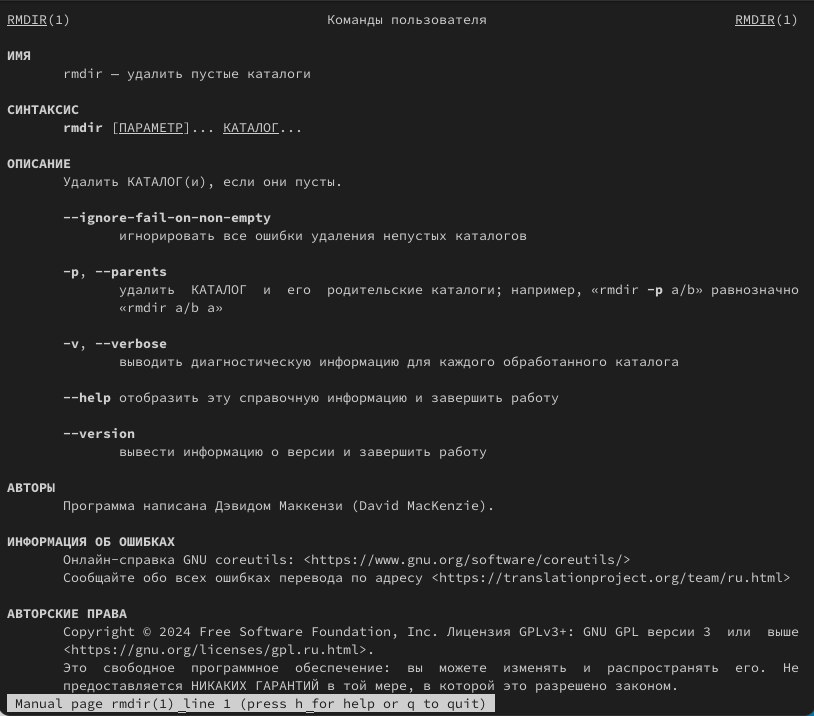 RMDIR(1) Команды пользователя RMDIR(1)
ИМЯ
rmdir — удалить пустые каталоги
СИНТАКСИС
rmdir [ПАРАМЕТР]... КАТАЛОГ...
ОПИСАНИЕ
Удалить КАТАЛОГ(и), если они пусты.
--ignore-fail-on-non-empty
игнорировать все ошибки удаления непустых каталогов
-p, --parents
удалить КАТАЛОГ и его родительские каталоги; например, «rmdir -p a/b» равнозначно
«rmdir a/b a»
-v, --verbose
выводить диагностическую информацию для каждого обработанного каталога
--help отобразить эту справочную информацию и завершить работу
--version
вывести информацию о версии и завершить работу
АВТОРЫ
Программа написана Дэвидом Маккензи (David MacKenzie).
ИНФОРМАЦИЯ ОБ ОШИБКАХ
Онлайн-справка GNU coreutils: <https://www.gnu.org/software/coreutils/>
Сообщайте обо всех ошибках перевода по адресу <https://translationproject.org/team/ru.html>
АВТОРСКИЕ ПРАВА
Copyright © 2024 Free Software Foundation, Inc. Лицензия GPLv3+: GNU GPL версии 3 или выше
<https://gnu.org/licenses/gpl.ru.html>.
Это свободное программное обеспечение: вы можете изменять и распространять его. Не
предоставляется НИКАКИХ ГАРАНТИЙ в той мере, в которой это разрешено законом.
Manual page rmdir(1) line 1 (press h for help or q to quit)